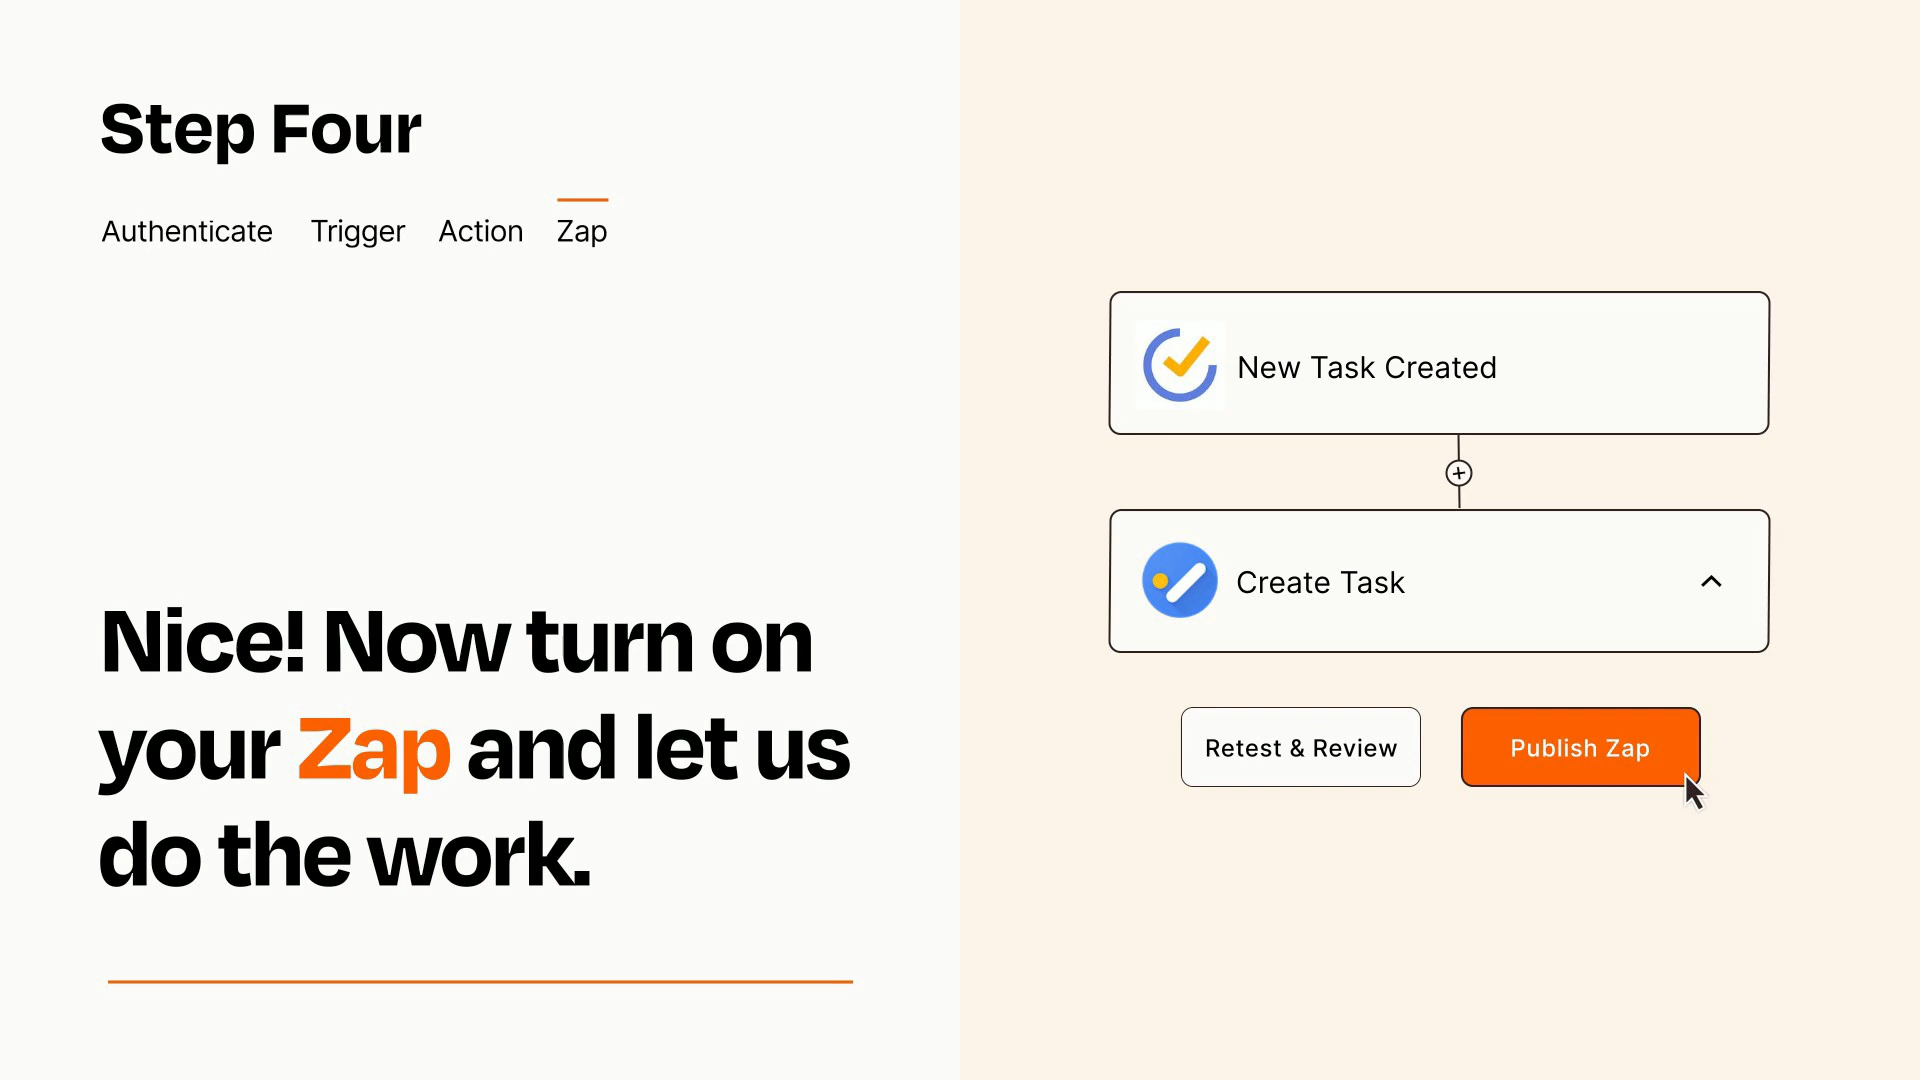 Step Four
Authenticate Trigger Action Zap
Nice! Now turn on
your Zap and let us
do the work.
New Task Created
Create Task
Retest & Review
Publish Zap